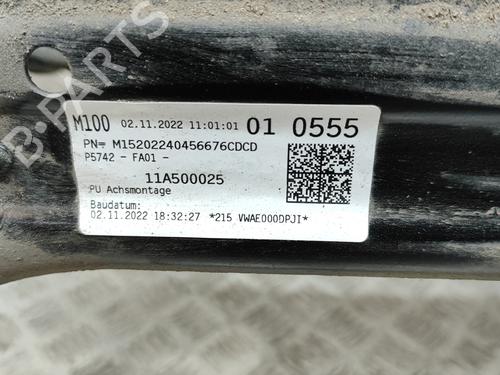 M100 02.11.2022 11:01:01 01 0555
PN= M15202240456676CDCD
P5742 - FA01 -
11A500025
PU Achsmontage
Baudatum:
02.11.2022 18:32:27 *215 VWAE000DPJI*
B-PARTS